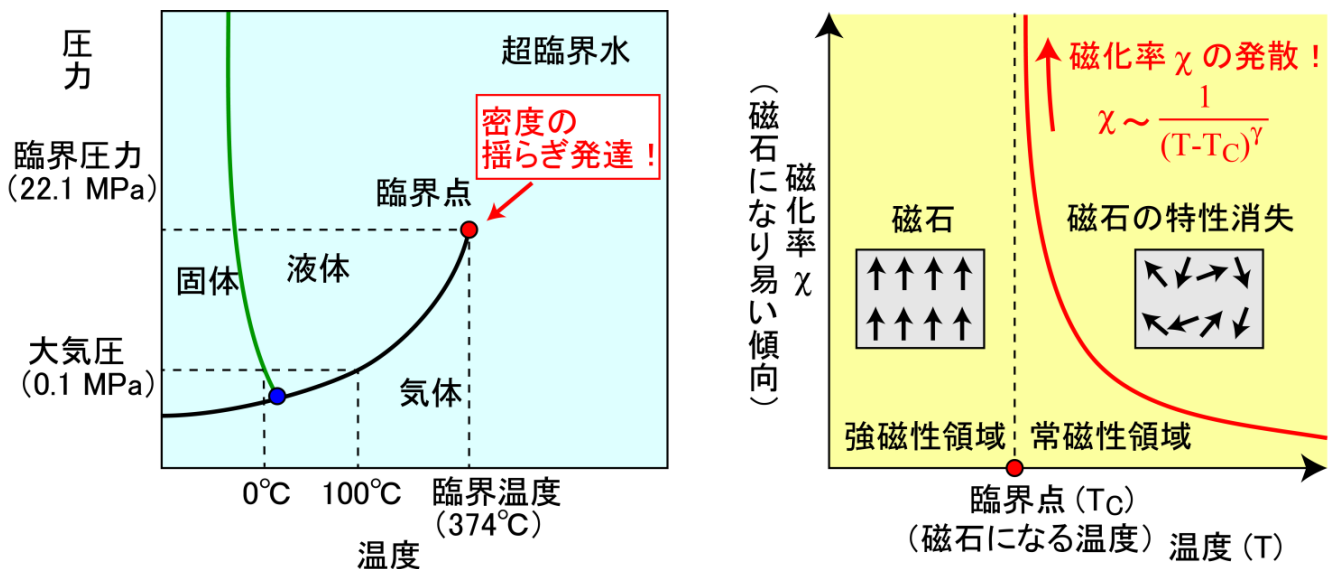 圧
力
超臨界水
密度の
揺らぎ発達！
臨界圧力
(22.1 MPa)
臨界点
固体
液体
大気圧
(0.1 MPa)
気体
0℃
100℃
臨界温度
(374℃)
温度
磁化率 χ
(磁石になり易い傾向)
磁化率 χ の発散！
χ～1/(T-TC)^γ
磁石
磁石の特性消失
強磁性領域
常磁性領域
臨界点 (TC)
(磁石になる温度)
温度 (T)